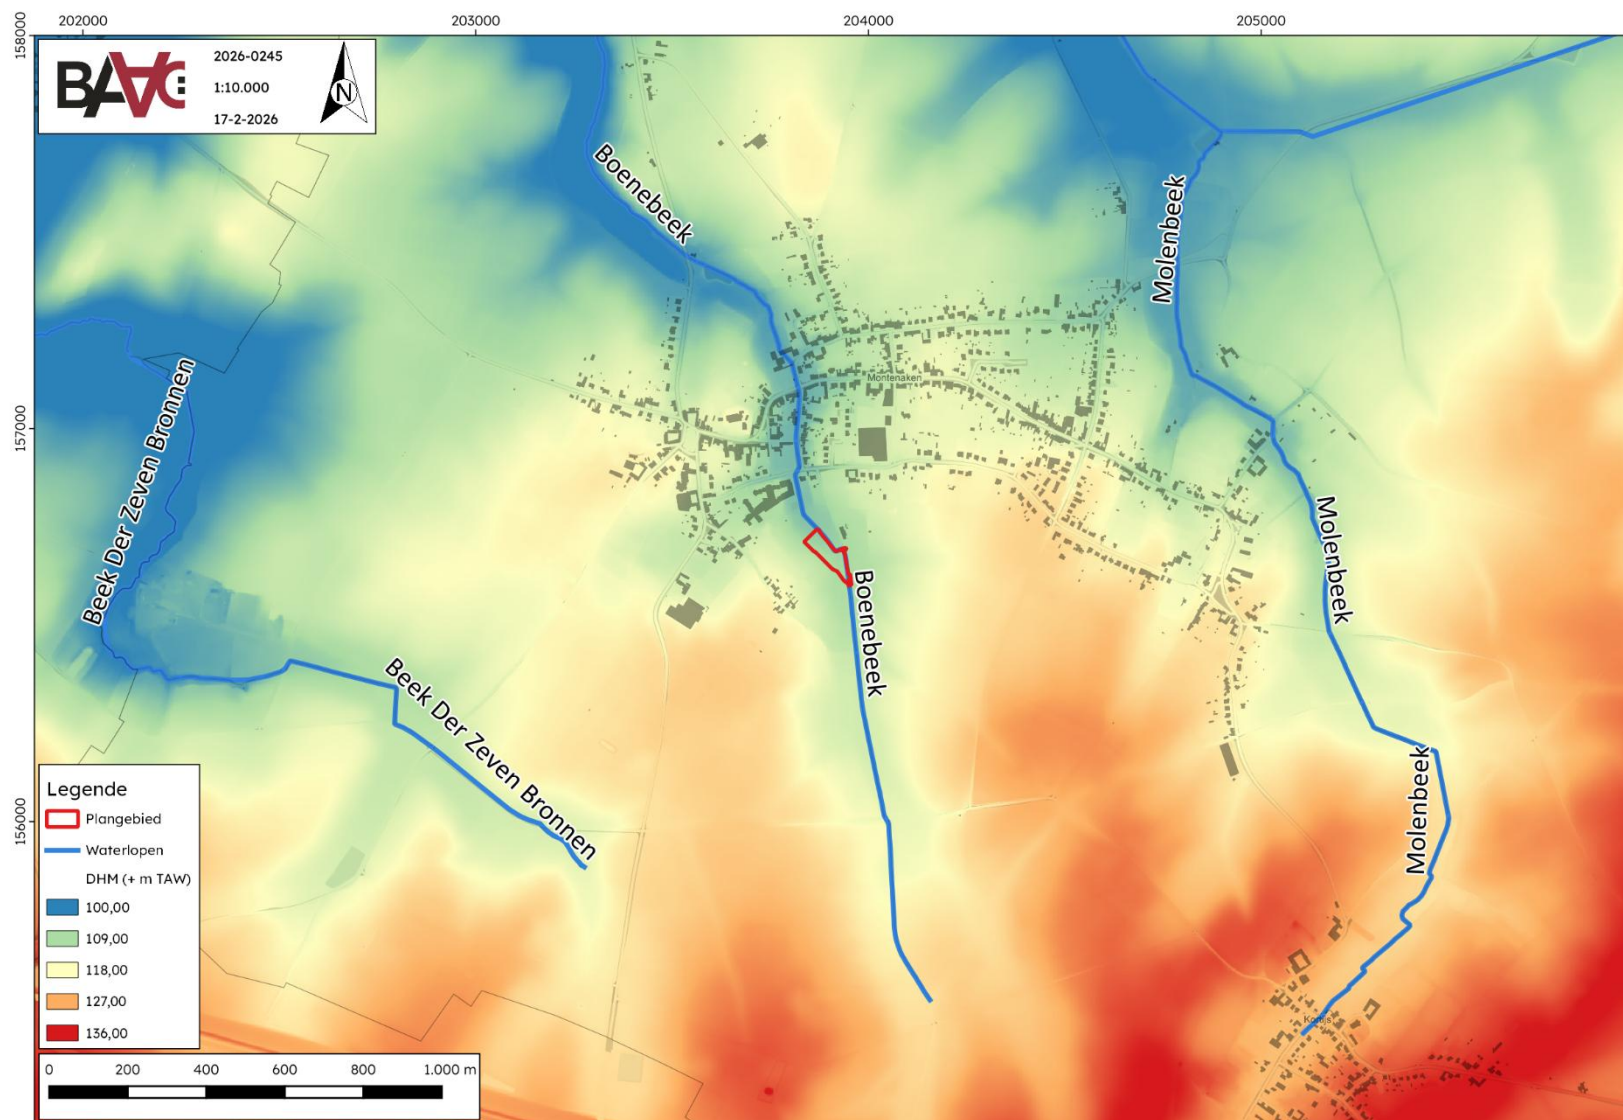 202000
203000
204000
205000
158000
157000
156000
BAAC
2026-0245
1:10.000
17-2-2026
N
Boenebeek
Molenbeek
Montenaken
Beek Der Zeven Bronnen
Molenbeek
Boenebeek
Beek Der Zeven Bronnen
Molenbeek
Kortijs
Legende
Plangebied
Waterlopen
DHM (+ m TAW)
100,00
109,00
118,00
127,00
136,00
0 200 400 600 800 1.000 m